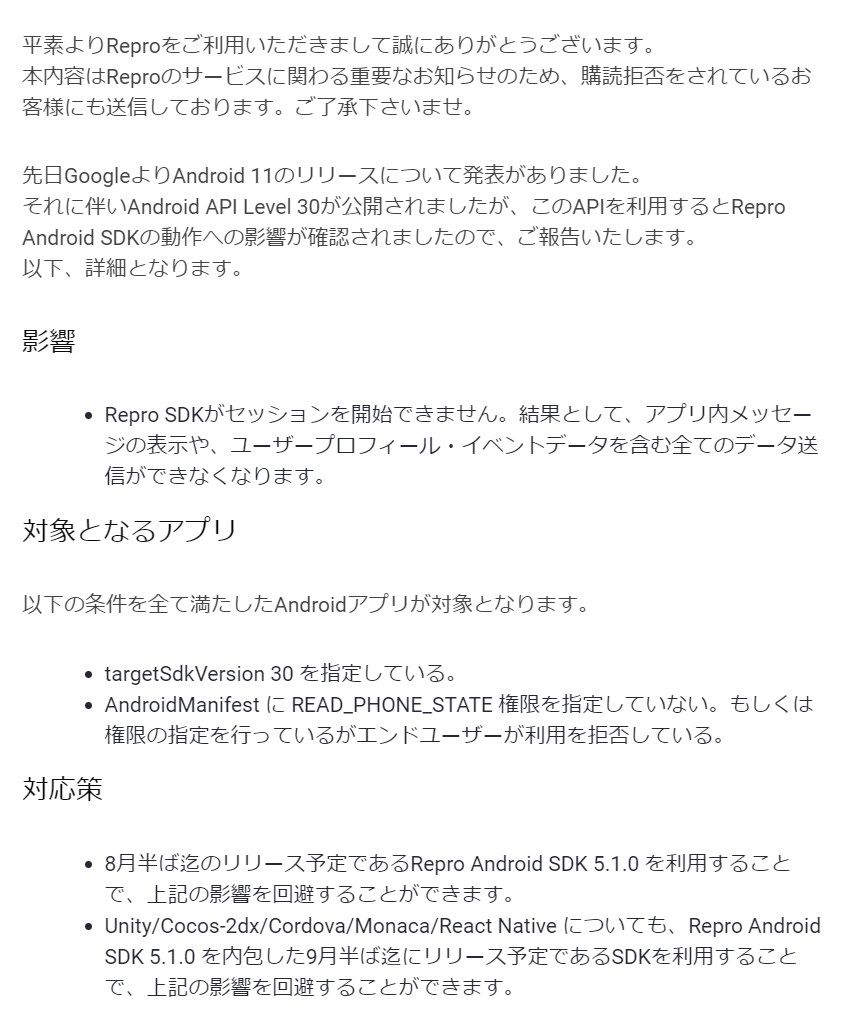 平素よりReproをご利用いただきまして誠にありがとうございます。
本内容はReproのサービスに関わる重要なお知らせのため、購読拒否をされているお
客様にも送信しております。ご了承下さいませ。
先日GoogleよりAndroid 11のリリースについて発表がありました。
それに伴いAndroid API Level 30が公開されましたが、このAPIを利用するとRepro
Android SDKの動作への影響が確認されましたので、ご報告いたします。
以下、詳細となります。
影響
• Repro SDKがセッションを開始できません。結果として、アプリ内メッセー
ジの表示や、ユーザープロフィール・イベントデータを含む全てのデータ送
信ができなくなります。
対象となるアプリ
以下の条件を全て満たしたAndroidアプリが対象となります。
• targetSdkVersion 30 を指定している。
• AndroidManifest に READ_PHONE_STATE 権限を指定していない。もしくは
権限の指定を行っているがエンドユーザーが利用を拒否している。
対応策
• 8月半ば迄のリリース予定であるRepro Android SDK 5.1.0 を利用すること
で、上記の影響を回避することができます。
• Unity/Cocos-2dx/Cordova/Monaca/React Native についても、Repro Android
SDK 5.1.0 を内包した9月半ば迄にリリース予定であるSDKを利用すること
で、上記の影響を回避することができます。